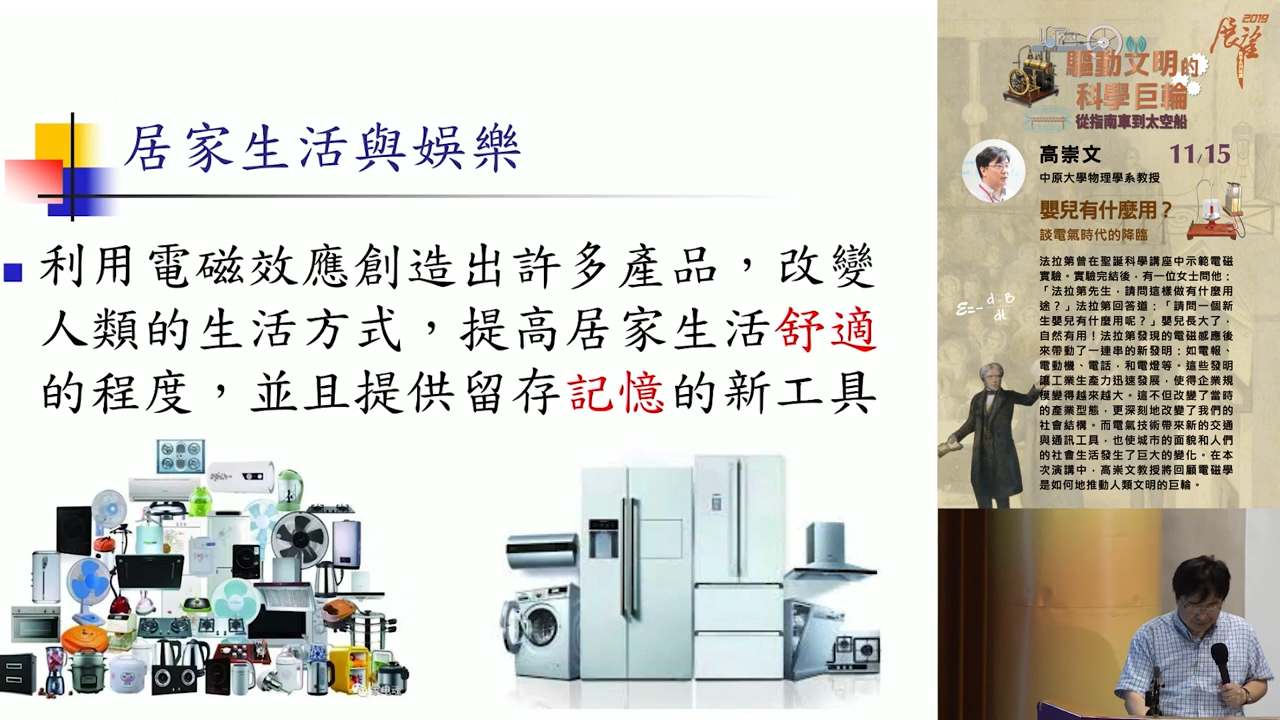 居家生活與娛樂
利用電磁效應創造出許多產品，改變
人類的生活方式，提高居家生活舒適
的程度，並且提供留存記憶的新工具
2019
展望
驅動文明的
科學巨輪
從指南車到太空船
高崇文
11/15
中原大學物理學系教授
嬰兒有什麼用？
談電氣時代的降臨
法拉第曾在聖誕科學講座中示範電磁
實驗。實驗完結後，有一位女士問他：
「法拉第先生，請問這樣做有什麼用
途？」法拉第回答道：「請問一個新
生嬰兒有什麼用呢？」嬰兒長大了，
自然有用！法拉第發現的電磁感應後
來帶動了一連串的新發明：如電報、
電動機、電話，和電燈等。這些發明
讓工業生產力迅速發展，使得企業規
模變得越來越大。這不但改變了當時
的產業型態，更深刻地改變了我們的
社會結構。而電氣技術帶來新的交通
與通訊工具，也使城市的面貌和人們
的社會生活發生了巨大的變化。在本
次演講中，高崇文教授將回顧電磁學
是如何地推動人類文明的巨輪。